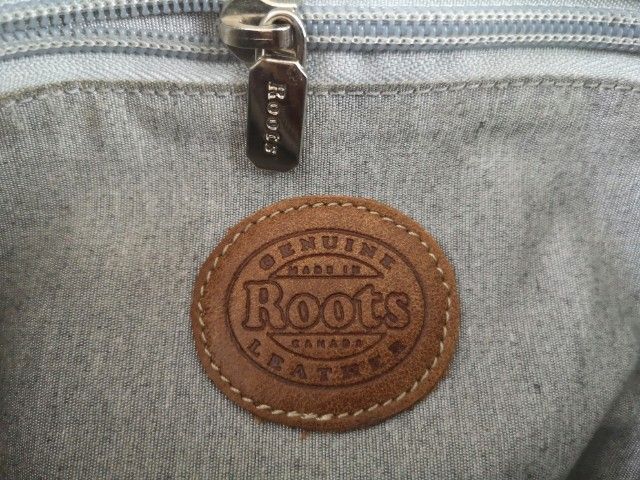 Roots
GENUINE
MADE IN
Roots
CANADA
LEATHER